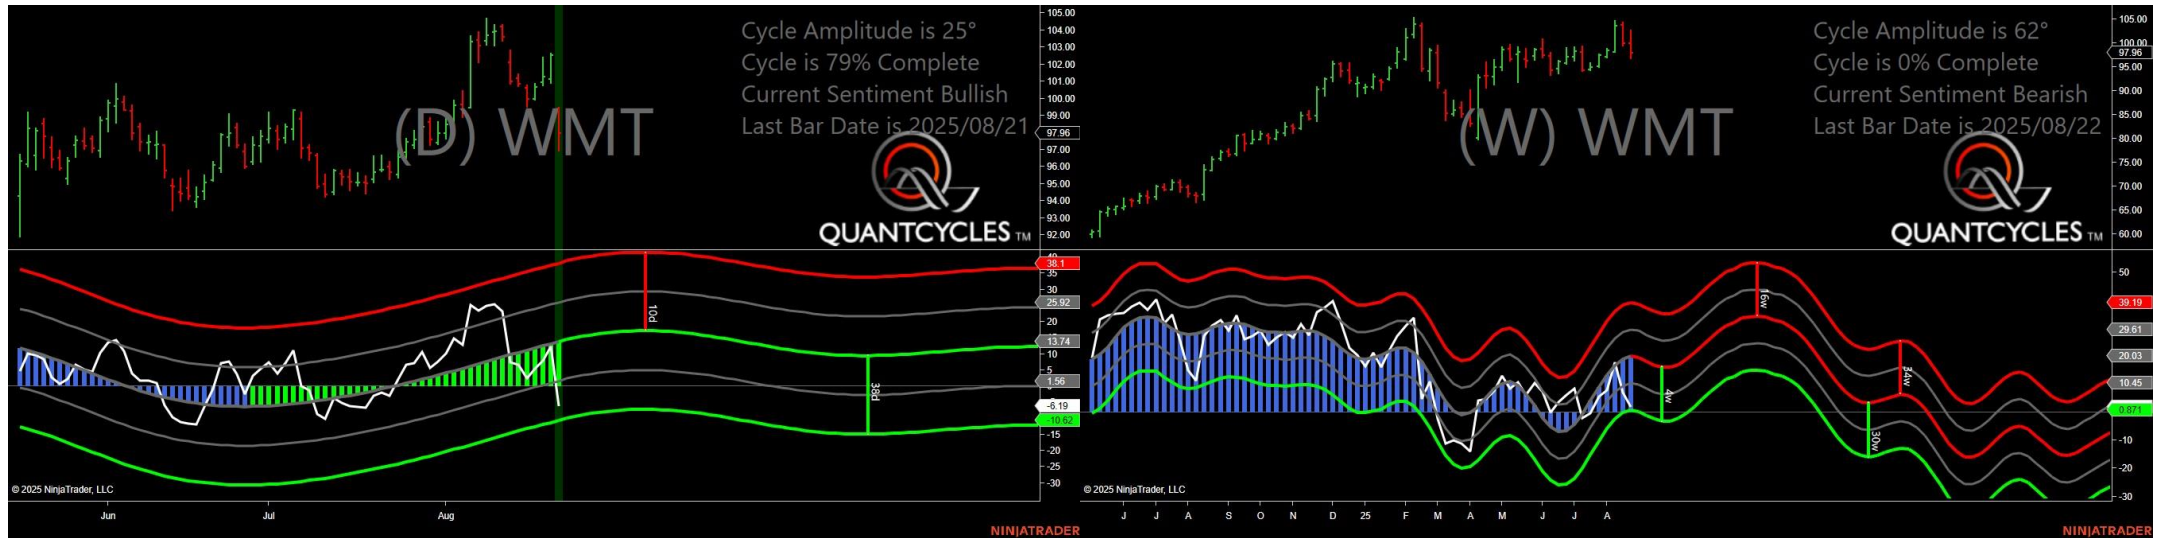 Cycle Amplitude is 25°
Cycle is 79% Complete
Current Sentiment Bullish
Last Bar Date is 2025/08/21
(D) WMT
QUANTCYCLES TM
105.00
104.00
103.00
102.00
101.00
100.00
99.00
97.96
97.00
96.00
95.00
94.00
93.00
92.00
38.1
35
30
25.92
20
13.74
10
5
1.56
-6.19
-10.62
-15
-20
-25
-30
10d
38d
© 2025 NinjaTrader, LLC
Jun
Jul
Aug
NINJATRADER
Cycle Amplitude is 62°
Cycle is 0% Complete
Current Sentiment Bearish
Last Bar Date is 2025/08/22
(W) WMT
QUANTCYCLES TM
105.00
100.00
97.96
95.00
90.00
85.00
80.00
75.00
70.00
65.00
60.00
50
39.19
29.61
20.03
10.45
0.871
-10
-20
-30
16w
34w
4w
30w
© 2025 NinjaTrader, LLC
J
J
A
S
O
N
D
25
F
M
A
M
J
J
A
NINJATRADER